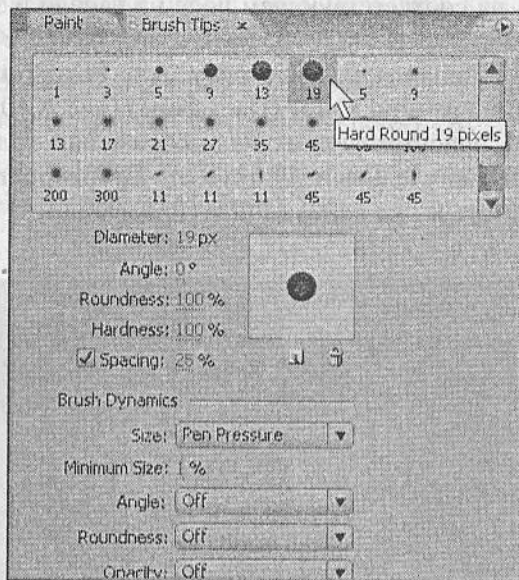 Paint Brush Tips ×
1 3 5 9 13 19 5 9
Hard Round 19 pixels
13 17 21 27 35 45
200 300 11 11 11 45 45 45
Diameter: 19 px
Angle: 0°
Roundness: 100 %
Hardness: 100 %
Spacing: 25 %
Brush Dynamics
Size: Pen Pressure
Minimum Size: 1 %
Angle: Off
Roundness: Off
Opacity: Off